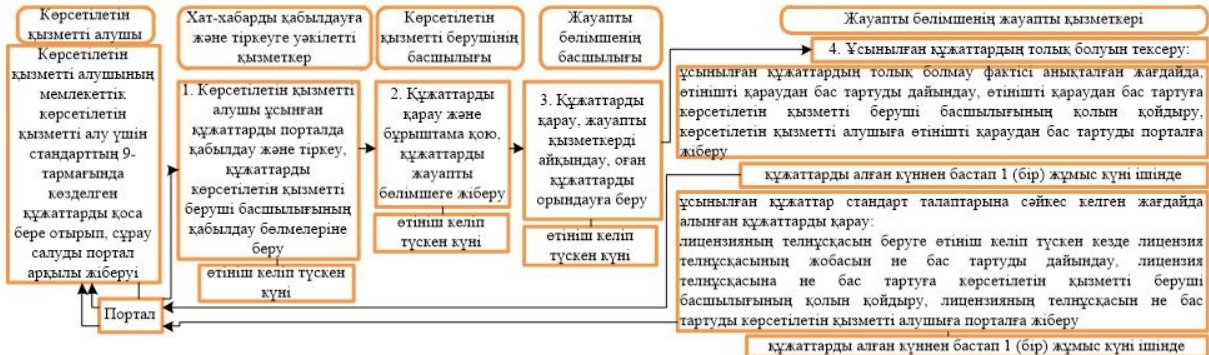 Көрсетілетін
қызметті алушы
Хат-хабарды қабылдауға
және тіркеуге уәкілетті
қызметкер
Көрсетілетін
қызметті берушінің
басшылығы
Жауапты
бөлімшенің
басшылығы
Жауапты бөлімшенің жауапты қызметкері
Көрсетілетін
қызметті алушының
мемлекеттік
көрсетілетін
қызметті алу үшін
стандарттың 9-
тармағында
көзделген
құжаттарды қоса
бере отырып, сұрау
салуды портал
арқылы жіберуі
Портал
1. Көрсетілетін қызметті
алушы ұсынған
құжаттарды порталда
қабылдау және тіркеу,
құжаттарды
көрсетілетін қызметті
беруші басшылығының
қабылдау бөлмелеріне
беру
өтініш келіп түскен
күні
2. Құжаттарды
қарау және
бұрыштама қою,
құжаттарды
жауапты
бөлімшеге жіберу
өтініш келіп
түскен күні
3. Құжаттарды
қарау, жауапты
қызметкерді
айқындау, оған
құжаттарды
орындауға беру
өтініш келіп
түскен күні
4. Ұсынылған құжаттардың толық болуын тексеру:
ұсынылған құжаттардың толық болмау фактісі анықталған жағдайда,
өтінішті қараудан бас тартуды дайындау, өтінішті қараудан бас тартуға
көрсетілетін қызметті беруші басшылығының қолын қойдыру,
көрсетілетін қызметті алушыға өтінішті қараудан бас тартуды порталға
жіберу
құжаттарды алған күннен бастап 1 (бір) жұмыс күні ішінде
ұсынылған құжаттар стандарт талаптарына сәйкес келген жағдайда
алынған құжаттарды қарау:
лицензияның телнұсқасын беруге өтініш келіп түскен кезде лицензия
телнұсқасының жобасын не бас тартуды дайындау, лицензия
телнұсқасына не бас тартуға көрсетілетін қызметті беруші
басшылығының қолын қойдыру, лицензияның телнұсқасын не бас
тартуды көрсетілетін қызметті алушыға порталға жіберу
құжаттарды алған күннен бастап 1 (бір) жұмыс күні ішінде